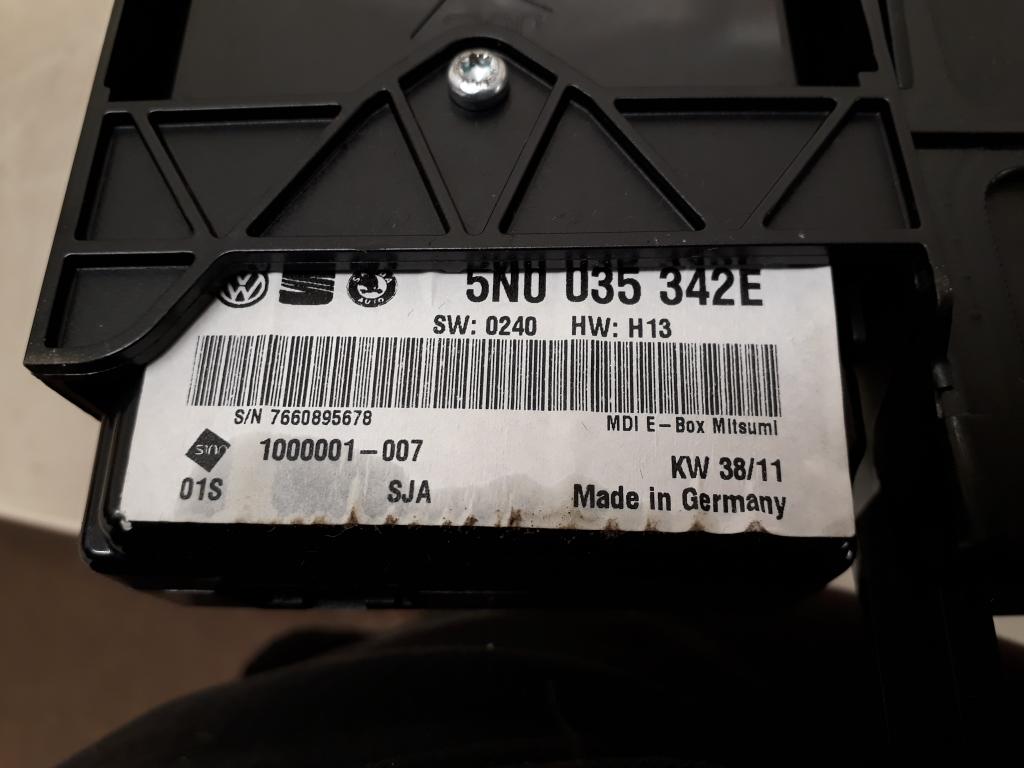 5N0 035 342E
SW: 0240 HW: H13
S/N 7660895678
MDI E-Box Mitsumi
1000001-007
KW 38/11
01S
SJA
Made in Germany